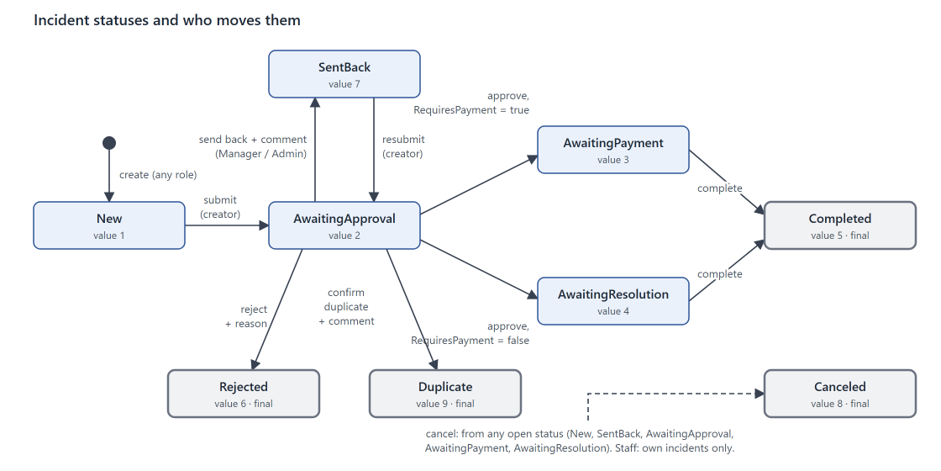 Incident statuses and who moves them
SentBack
value 7
approve,
RequiresPayment = true
send back + comment
(Manager / Admin)
resubmit
(creator)
AwaitingPayment
value 3
create (any role)
complete
submit
(creator)
New
value 1
AwaitingApproval
value 2
Completed
value 5 · final
complete
AwaitingResolution
value 4
reject
+ reason
confirm
duplicate
+ comment
approve,
RequiresPayment = false
Rejected
value 6 · final
Duplicate
value 9 · final
Canceled
value 8 · final
cancel: from any open status (New, SentBack, AwaitingApproval,
AwaitingPayment, AwaitingResolution). Staff: own incidents only.